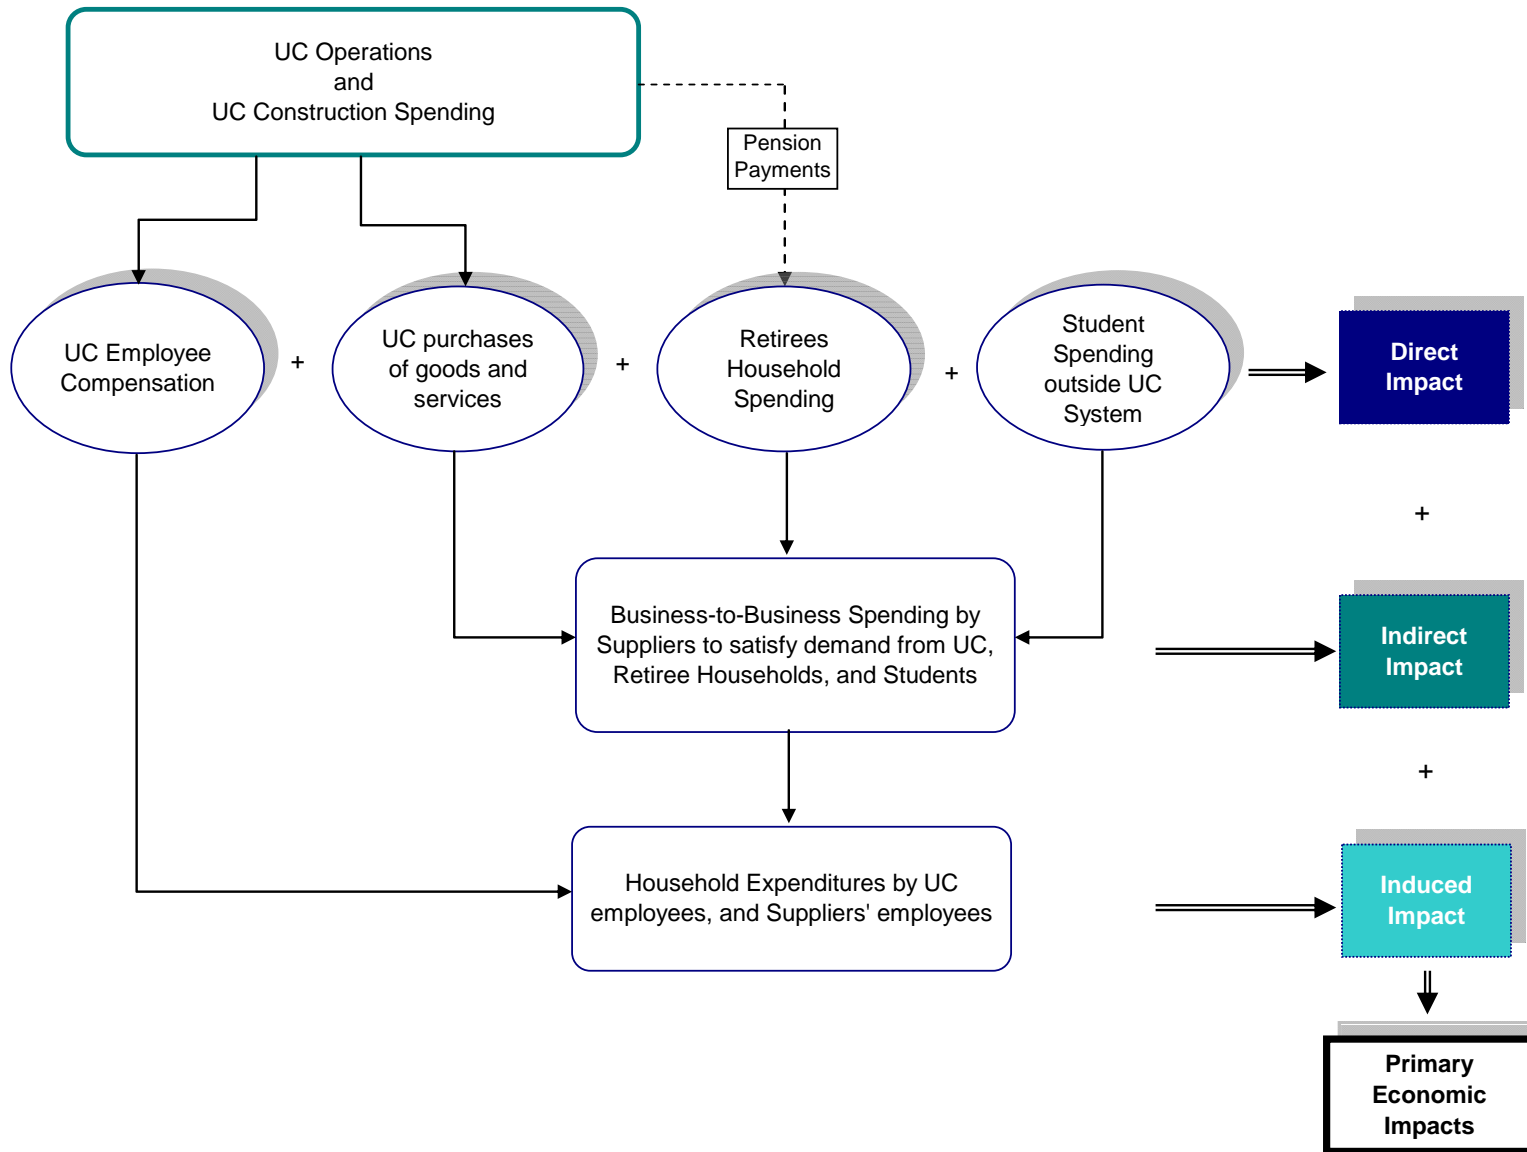 UC Operations
and
UC Construction Spending
Pension
Payments
UC Employee
Compensation
+
UC purchases
of goods and
services
+
Retirees
Household
Spending
+
Student
Spending
outside UC
System
Direct
Impact
+
Business-to-Business Spending by
Suppliers to satisfy demand from UC,
Retiree Households, and Students
Indirect
Impact
+
Household Expenditures by UC
employees, and Suppliers' employees
Induced
Impact
Primary
Economic
Impacts